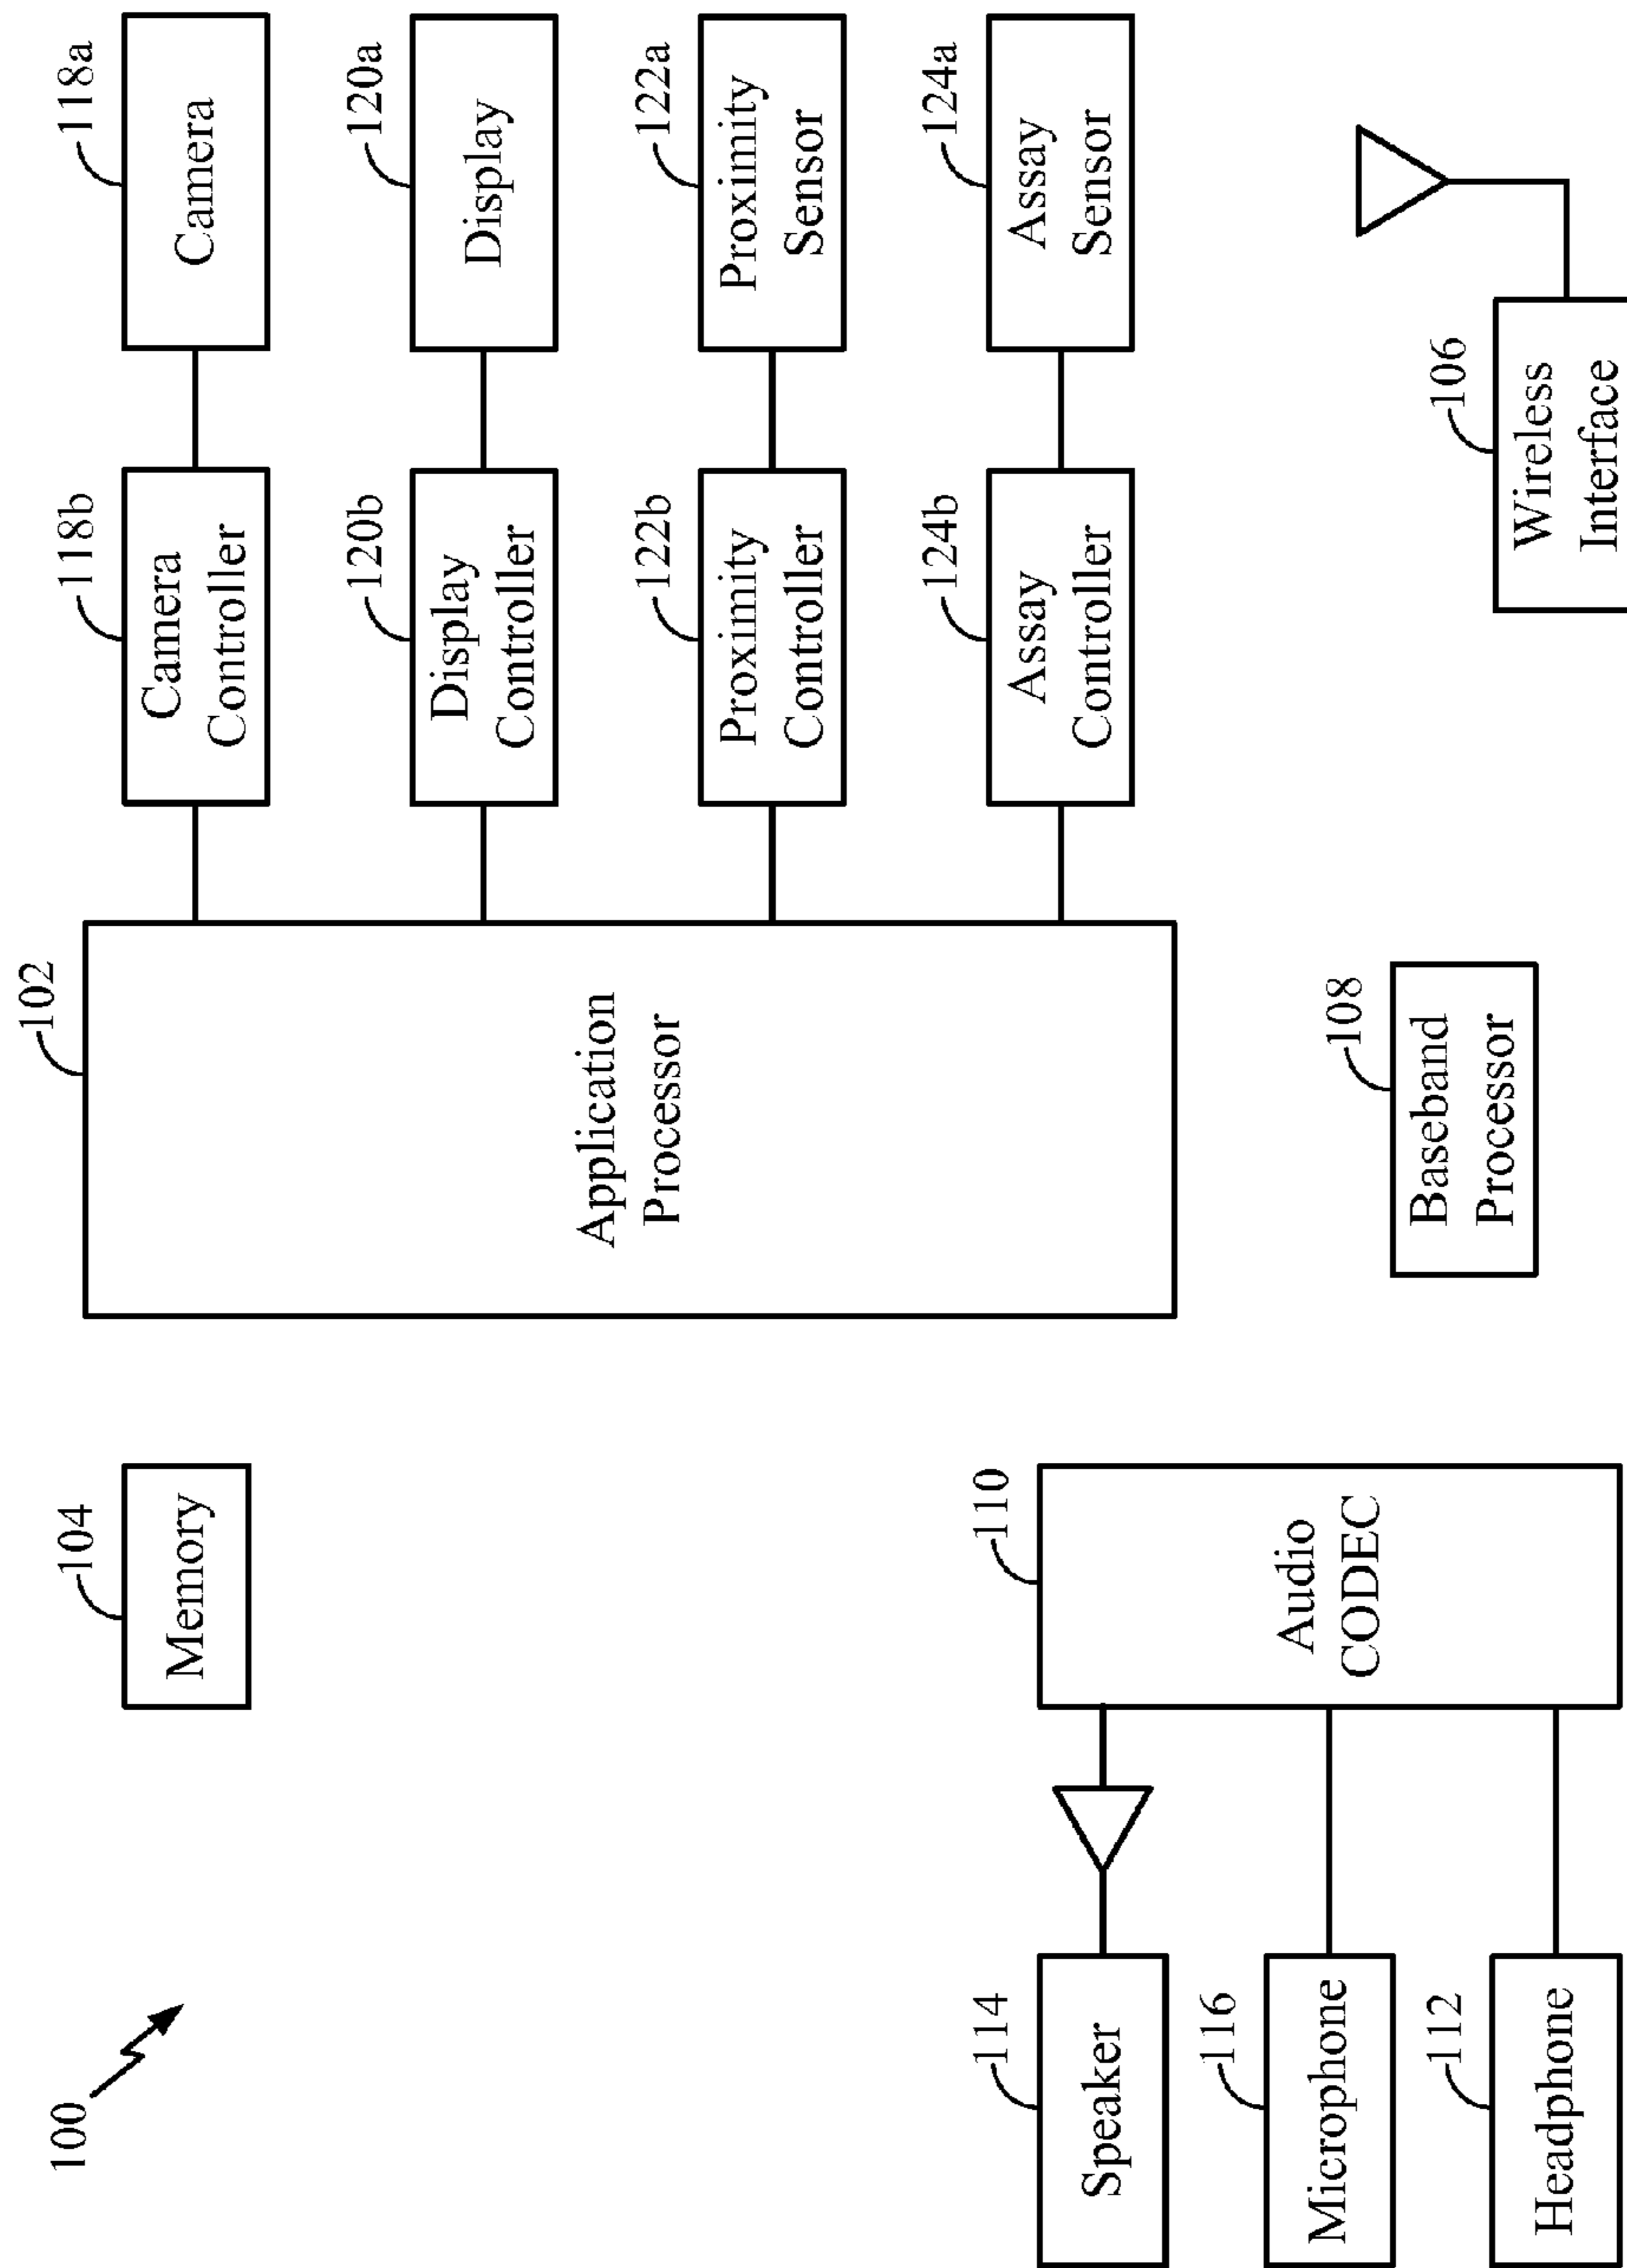 100
104
Memory
102
Application
Processor
118b
Camera
Controller
118a
Camera
120b
Display
Controller
120a
Display
122b
Proximity
Controller
122a
Proximity
Sensor
124b
Assay
Controller
124a
Assay
Sensor
114
Speaker
116
Microphone
112
Headphone
110
Audio
CODEC
108
Baseband
Processor
106
Wireless
Interface